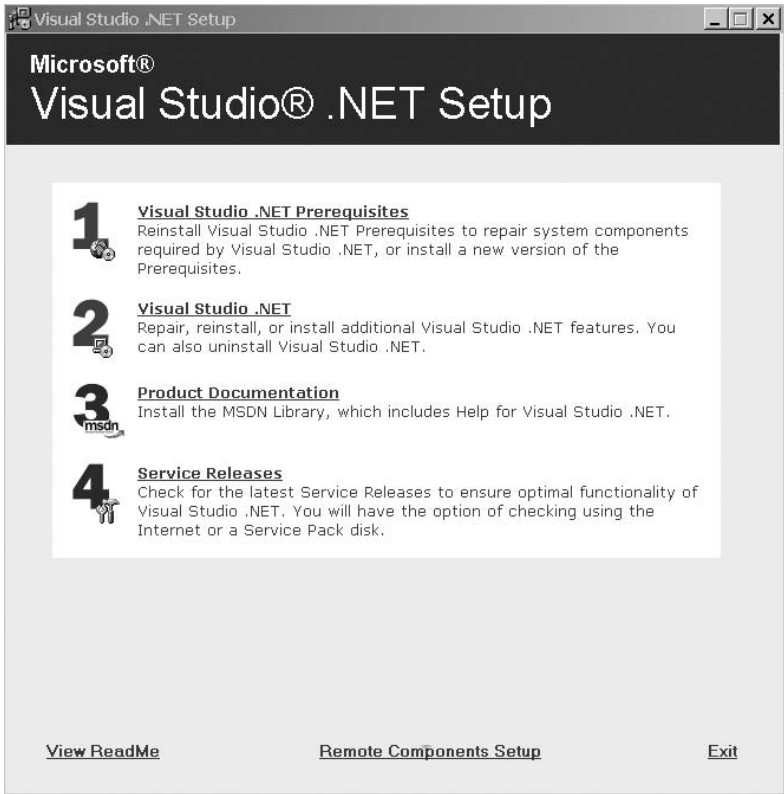 Visual Studio .NET Setup
Microsoft®
Visual Studio® .NET Setup
1
Visual Studio .NET Prerequisites
Reinstall Visual Studio .NET Prerequisites to repair system components
required by Visual Studio .NET, or install a new version of the
Prerequisites.
2
Visual Studio .NET
Repair, reinstall, or install additional Visual Studio .NET features. You
can also uninstall Visual Studio .NET.
3
msdn
Product Documentation
Install the MSDN Library, which includes Help for Visual Studio .NET.
4
Service Releases
Check for the latest Service Releases to ensure optimal functionality of
Visual Studio .NET. You will have the option of checking using the
Internet or a Service Pack disk.
View ReadMe
Remote Components Setup
Exit